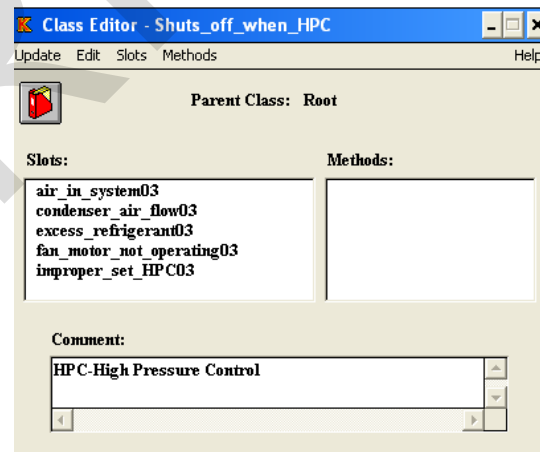 Class Editor - Shuts_off_when_HPC
Update Edit Slots Methods Help
Parent Class: Root
Slots: Methods:
air_in_system03
condenser_air_flow03
excess_refrigerant03
fan_motor_not_operating03
improper_set_HPC03
Comment:
HPC-High Pressure Control